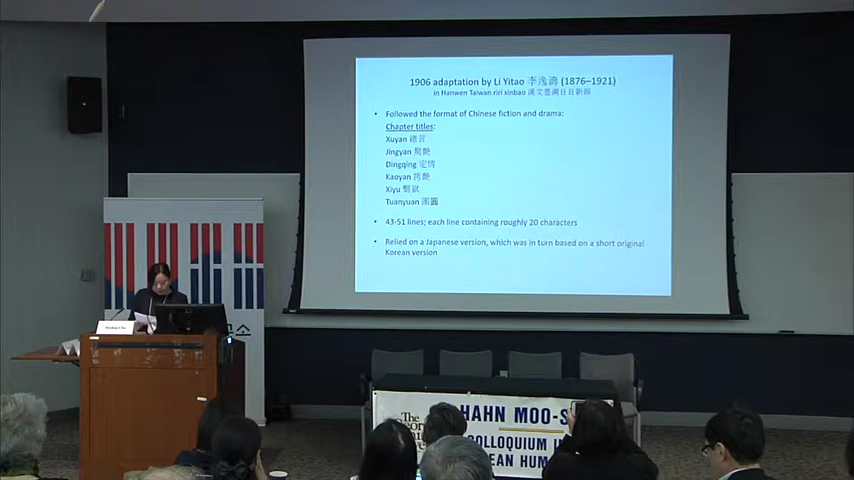 1906 adaptation by Li Yitao 李逸濤 (1876–1921)
in Hanwen Taiwan riri xinbao 漢文臺灣日日新報
• Followed the format of Chinese fiction and drama:
Chapter titles:
Xuyan 緒言
Jingyan 驚艷
Dingqing 定情
Kaoyan 拷艷
Xiyu 
Tuanyuan 團圓
• 43-51 lines; each line containing roughly 20 characters
• Relied on a Japanese version, which was in turn based on a short original
Korean version
소
The
HAHN MOO-S
COLLOQUIUM
EAN HUM